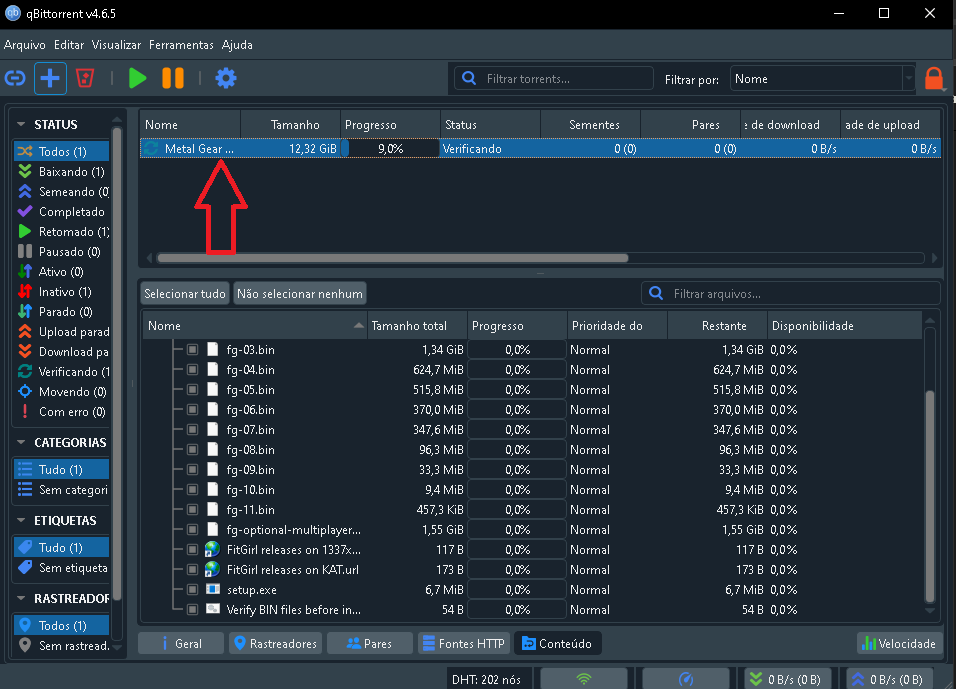 qBittorrent v4.6.5
Arquivo Editar Visualizar Ferramentas Ajuda
Filtrar torrents...
Filtrar por:
Nome
STATUS
Todos (1)
Baixando (1)
Semeando (0
Completado
Retomado (1)
Pausado (0)
Ativo (0)
Inativo (1)
Parado (0)
Upload parad
Download pa
Verificando (1
Movendo (0)
Com erro (0)
CATEGORIAS
Tudo (1)
Sem categori
ETIQUETAS
Tudo (1)
Sem etiqueta
RASTREADOR
Todos (1)
Sem rastread.
Nome Tamanho Progresso Status Sementes Pares e de download ade de upload
Metal Gear ... 12,32 GiB 9,0% Verificando 0 (0) 0 (0) 0 B/s 0 B/s
Selecionar tudo Não selecionar nenhum Filtrar arquivos...
Nome Tamanho total Progresso Prioridade do Restante Disponibilidade
fg-03.bin 1,34 GiB 0,0% Normal 1,34 GiB 0,0%
fg-04.bin 624,7 MiB 0,0% Normal 624,7 MiB 0,0%
fg-05.bin 515,8 MiB 0,0% Normal 515,8 MiB 0,0%
fg-06.bin 370,0 MiB 0,0% Normal 370,0 MiB 0,0%
fg-07.bin 347,6 MiB 0,0% Normal 347,6 MiB 0,0%
fg-08.bin 96,3 MiB 0,0% Normal 96,3 MiB 0,0%
fg-09.bin 33,3 MiB 0,0% Normal 33,3 MiB 0,0%
fg-10.bin 9,4 MiB 0,0% Normal 9,4 MiB 0,0%
fg-11.bin 457,3 KiB 0,0% Normal 457,3 KiB 0,0%
fg-optional-multiplayer... 1,55 GiB 0,0% Normal 1,55 GiB 0,0%
FitGirl releases on 1337x... 117 B 0,0% Normal 117 B 0,0%
FitGirl releases on KAT.url 173 B 0,0% Normal 173 B 0,0%
setup.exe 6,7 MiB 0,0% Normal 6,7 MiB 0,0%
Verify BIN files before in... 54 B 0,0% Normal 54 B 0,0%
Geral Rastreadores Pares Fontes HTTP Conteúdo Velocidade
DHT: 202 nós 0 B/s (0 B) 0 B/s (0 B)